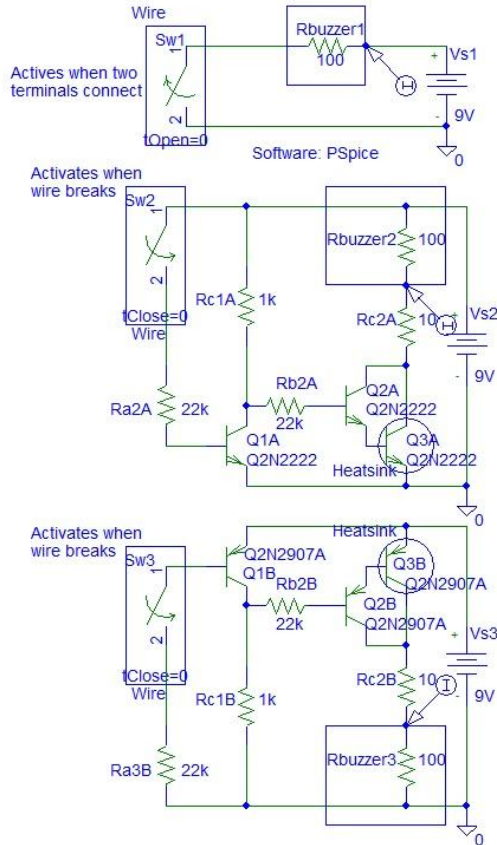 Wire
Sw1
1
2
tOpen=0
Actives when two
terminals connect
Rbuzzer1
100
I
+
Vs1
-
9V
0
Software: PSpice
Activates when
wire breaks
Sw2
1
2
tClose=0
Wire
Rbuzzer2
100
I
Rc1A
1k
Rc2A
10
+
Vs2
-
9V
Ra2A
22k
Rb2A
22k
Q1A
Q2N2222
Q2A
Q2N2222
Q3A
Q2N2222
Heatsink
0
Activates when
wire breaks
Sw3
1
2
tClose=0
Wire
Heatsink
Q2N2907A
Q1B
Q3B
Q2N2907A
Rb2B
22k
Q2B
Q2N2907A
+
Vs3
-
9V
Rc1B
1k
Rc2B
10
I
Ra3B
22k
Rbuzzer3
100
0